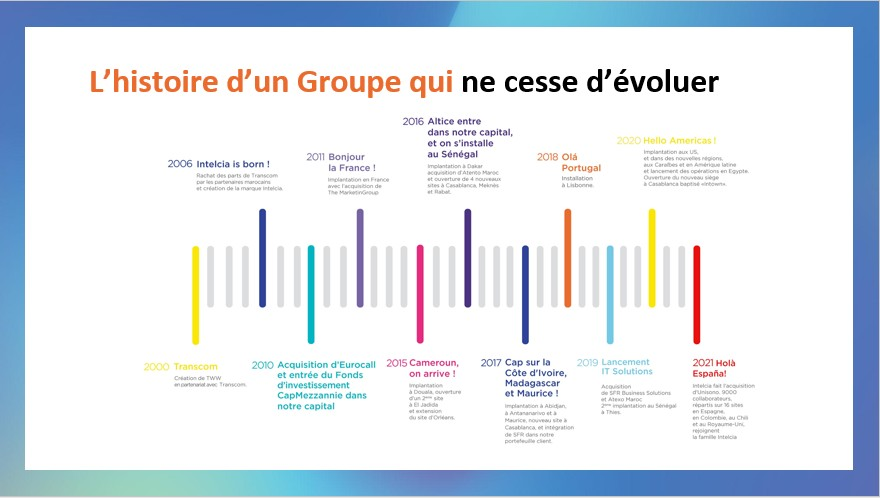 L’histoire d’un Groupe qui ne cesse d’évoluer
2006 Intelcia is born !
Rachat des parts de Transcom
par les partenaires marocains
et création de la marque Intelcia.
2011 Bonjour
la France !
Implantation en France
avec l'acquisition de
The MarketinGroup
2016 Altice entre
dans notre capital,
et on s'installe
au Sénégal
Implantation à Dakar
acquisition d'Atento Maroc
et ouverture de 4 nouveaux
sites à Casablanca, Meknès
et Rabat.
2018 Olá
Portugal
Installation
à Lisbonne.
2020 Hello Americas !
Implantation aux US,
et dans des nouvelles régions,
aux Caraïbes et en Amérique latine
et lancement des opérations en Egypte.
Ouverture du nouveau siège
à Casablanca baptisé «intown».
2000 Transcom
Création de TWW
en partenariat avec Transcom.
2010 Acquisition d'Eurocall
et entrée du Fonds
d'investissement
CapMezzannie dans
notre capital
2015 Cameroun,
on arrive !
Implantation
à Douala, ouverture
d'un 2ème site
à El Jadida
et extension
du site d'Orléans.
2017 Cap sur la
Côte d'Ivoire,
Madagascar
et Maurice !
Implantation à Abidjan,
à Antananarivo et à
Maurice, nouveau site à
Casablanca, et intégration
de SFR dans notre
portefeuille client.
2019 Lancement
IT Solutions
Acquisition
de SFR Business Solutions
et Atexo Maroc
2ème implantation au Sénégal
à Thies.
2021 Holà
España!
Intelcia fait l'acquisition
d'Unisono, 9000
collaborateurs,
répartis sur 16 sites
en Espagne,
en Colombie, au Chili
et au Royaume-Uni,
rejoignent
la famille Intelcia